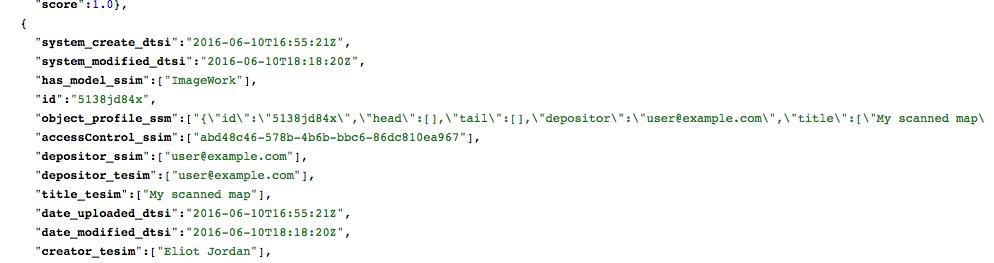 "score":1.0},
{
"system_create_dtsi":"2016-06-10T16:55:21Z",
"system_modified_dtsi":"2016-06-10T18:18:20Z",
"has_model_ssim":["ImageWork"],
"id":"5138jd84x",
"object_profile_ssm":["{\"id\":\"5138jd84x\",\"head\":[],\"tail\":[],\"depositor\":\"user@example.com\",\"title\":[\"My scanned map\
"accessControl_ssim":["abd48c46-578b-4b6b-bbc6-86dc810ea967"],
"depositor_ssim":["user@example.com"],
"depositor_tesim":["user@example.com"],
"title_tesim":["My scanned map"],
"date_uploaded_dtsi":"2016-06-10T16:55:21Z",
"date_modified_dtsi":"2016-06-10T18:18:20Z",
"creator_tesim":["Eliot Jordan"],